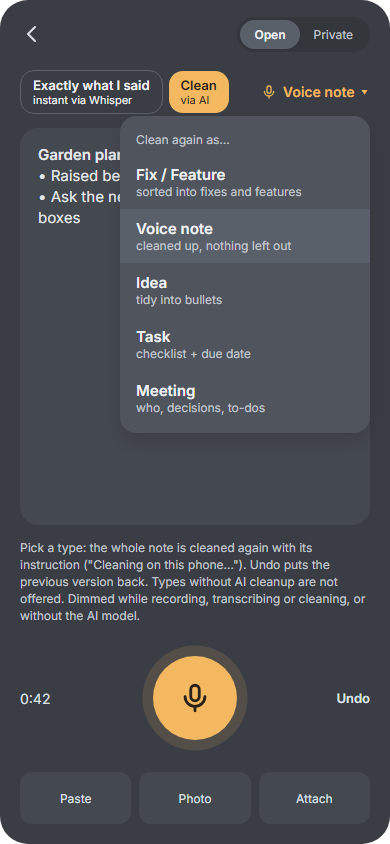 Open Private
Exactly what I said
instant via Whisper
Clean
via AI
Voice note
Garden
• Raised
• Ask the
boxes
Clean again as...
Fix / Feature
sorted into fixes and features
Voice note
cleaned up, nothing left out
Idea
tidy into bullets
Task
checklist + due date
Meeting
who, decisions, to-dos
Pick a type: the whole note is cleaned again with its
instruction ("Cleaning on this phone..."). Undo puts the
previous version back. Types without AI cleanup are not
offered. Dimmed while recording, transcribing or cleaning, or
without the AI model.
0:42
Undo
Paste Photo Attach